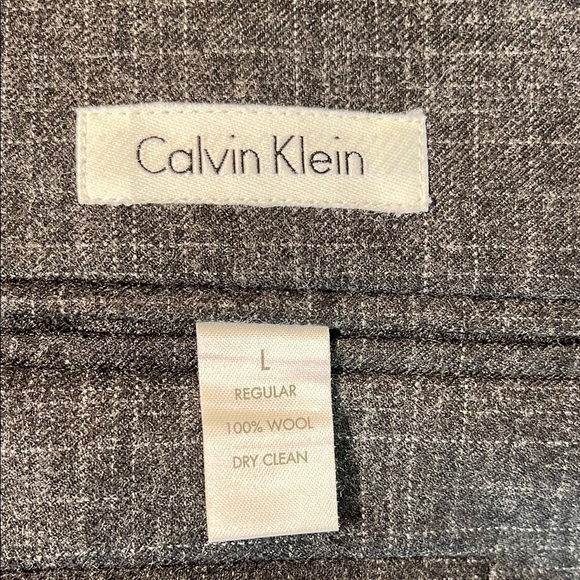 Calvin Klein
L
REGULAR
100% WOOL
DRY CLEAN